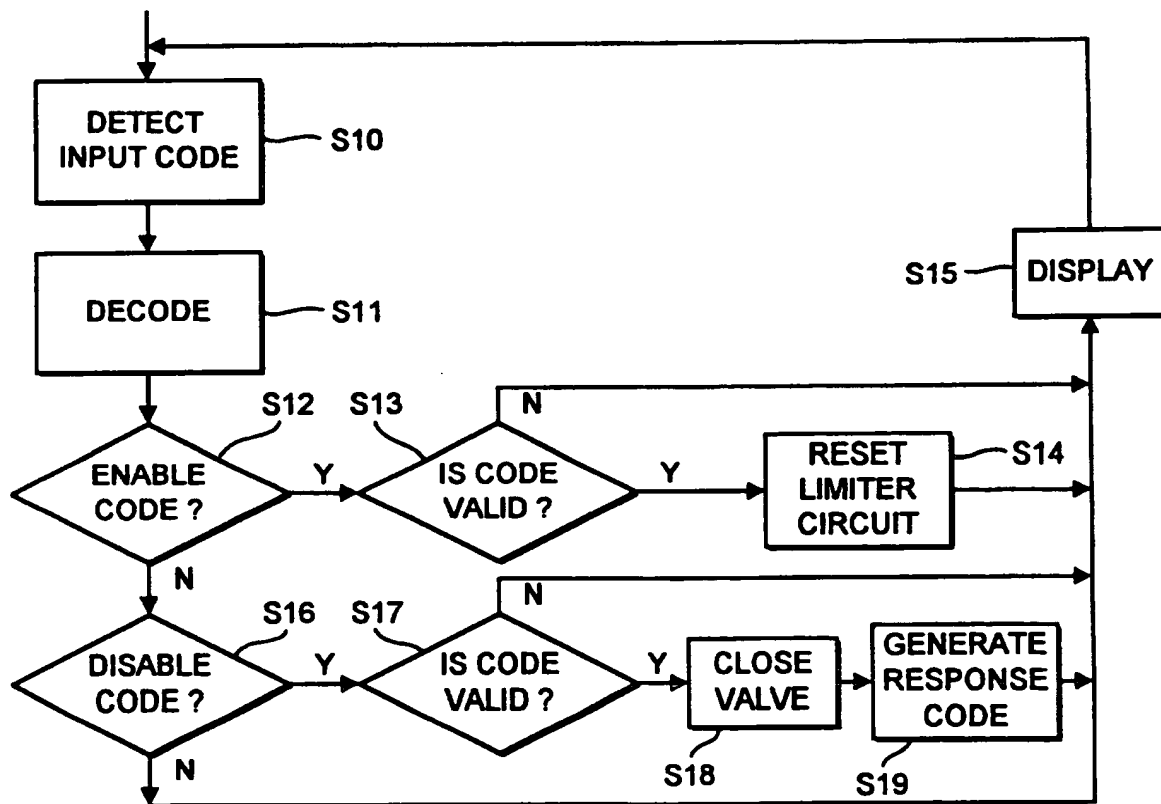 DETECT
INPUT CODE
S10
DECODE
S11
S15
DISPLAY
S12
S13
N
ENABLE
CODE ?
Y
IS CODE
VALID ?
Y
RESET
LIMITER
CIRCUIT
S14
N
S16
S17
N
DISABLE
CODE ?
Y
IS CODE
VALID ?
Y
CLOSE
VALVE
GENERATE
RESPONSE
CODE
S18
S19
N